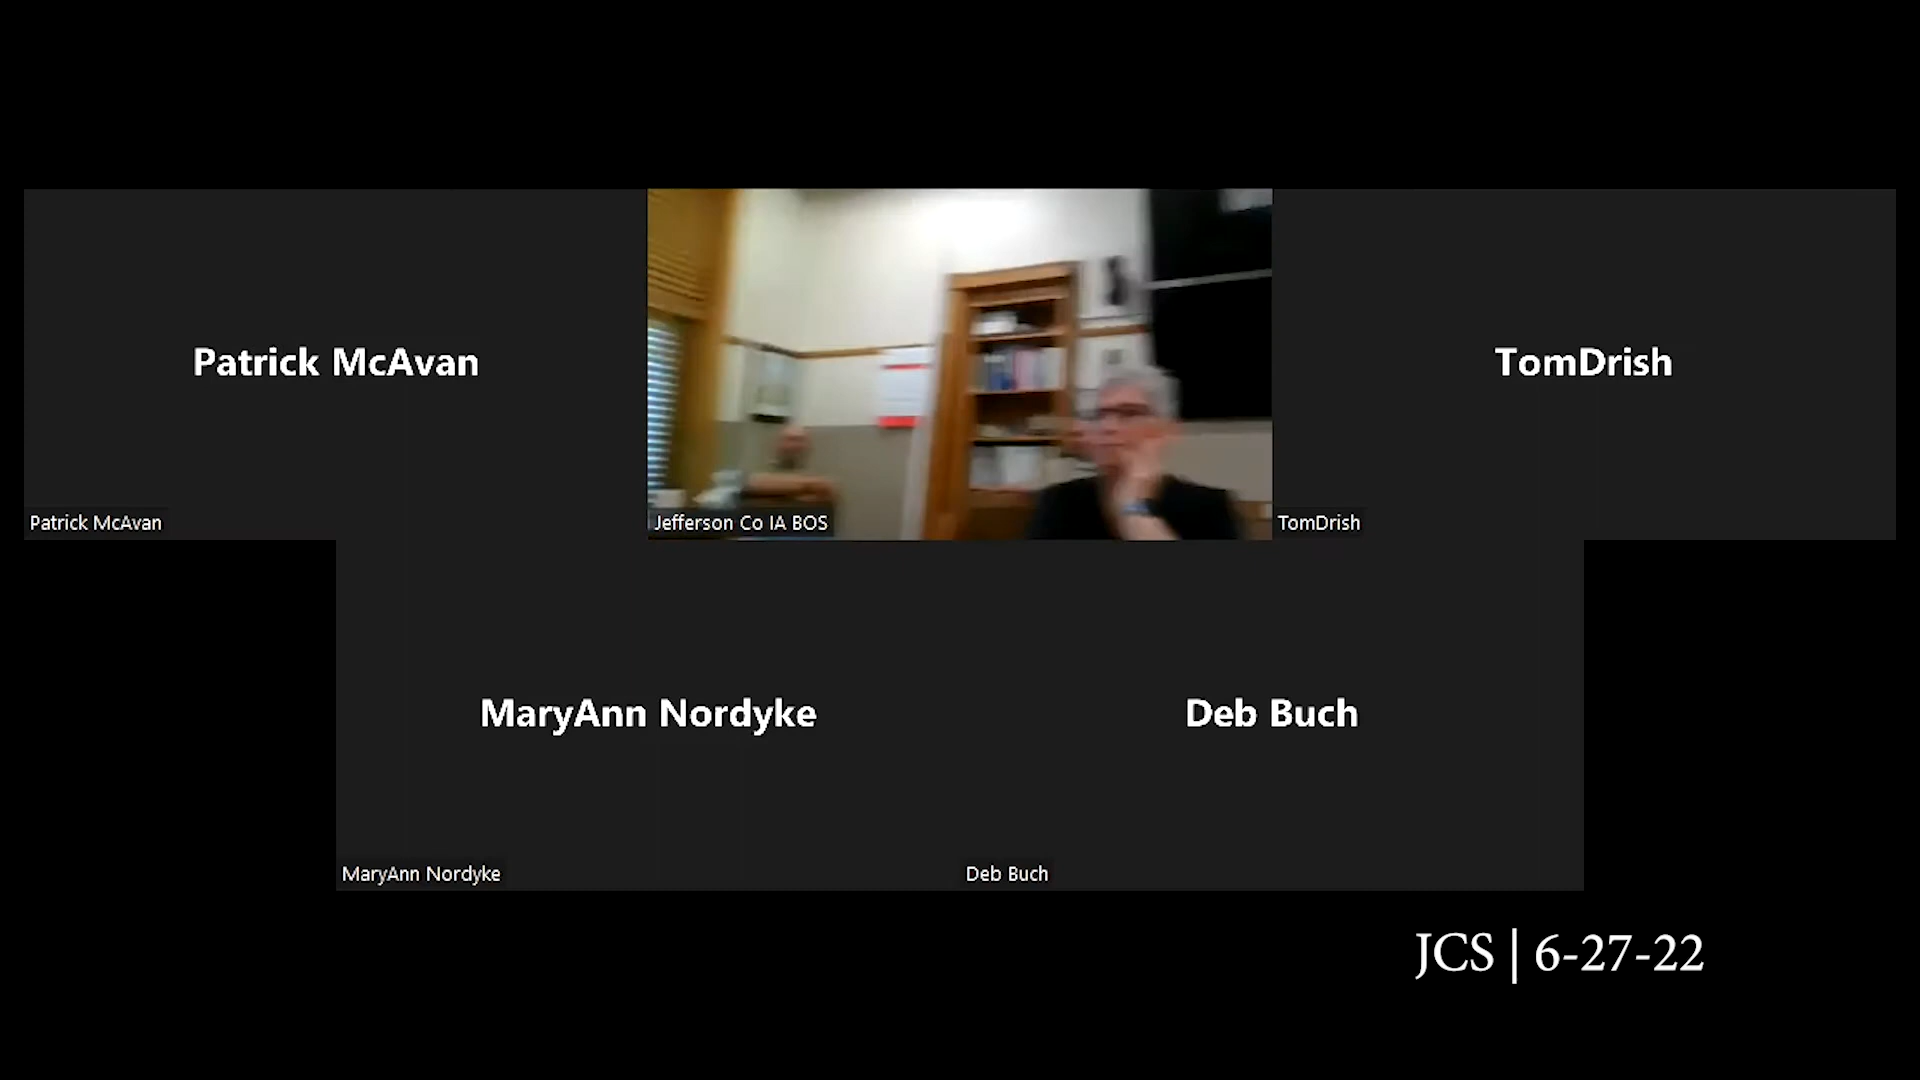 Patrick McAvan
TomDrish
Patrick McAvan
Jefferson Co IA BOS
TomDrish
MaryAnn Nordyke
Deb Buch
MaryAnn Nordyke
Deb Buch
JCS | 6-27-22